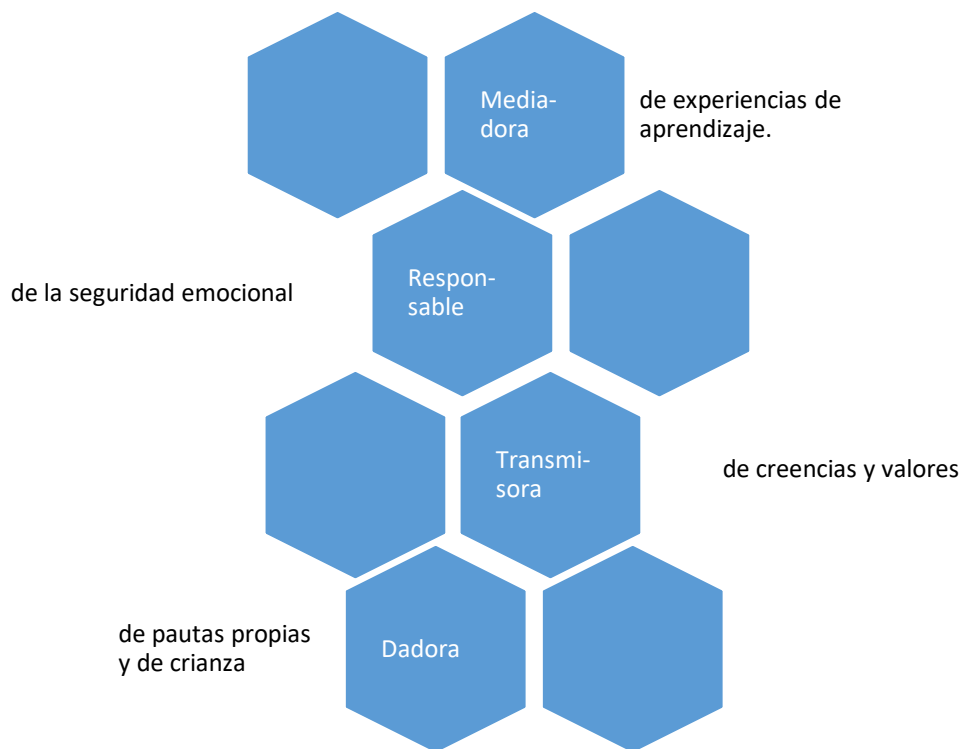 Media-
dora
de experiencias de
aprendizaje.
de la seguridad emocional
Respon-
sable
Transmi-
sora
de creencias y valores
de pautas propias
y de crianza
Dadora